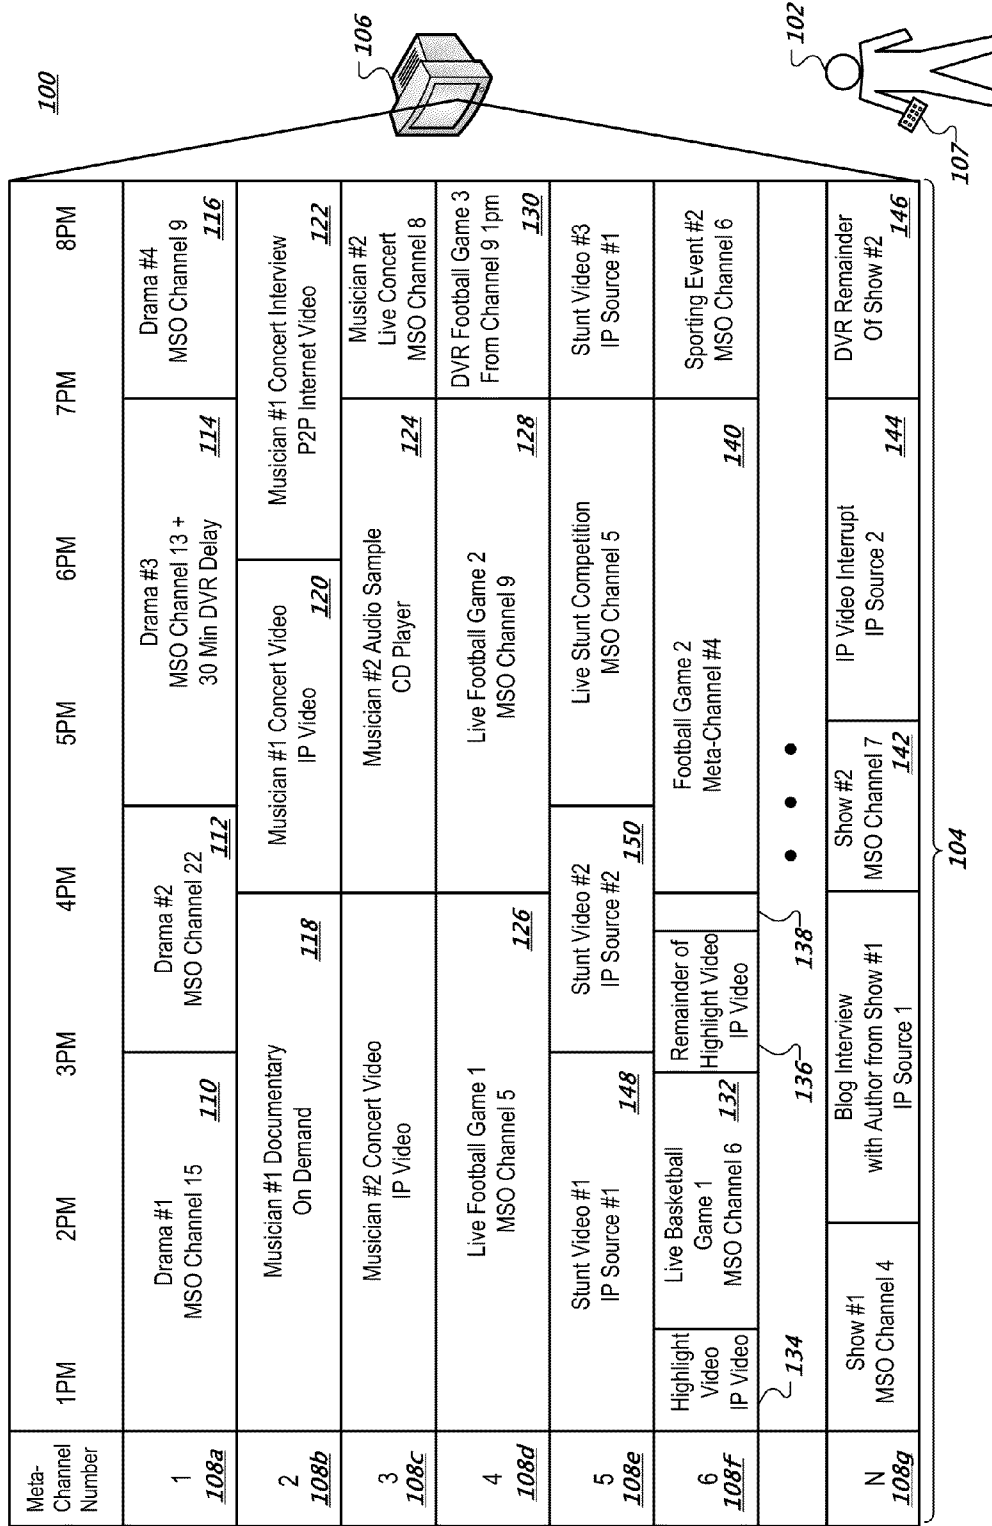 100
Meta-
Channel
Number
1PM
2PM
3PM
4PM
5PM
6PM
7PM
8PM
1
108a
Drama #1
MSO Channel 15
110
Drama #2
MSO Channel 22
112
Drama #3
MSO Channel 13 +
30 Min DVR Delay
114
Drama #4
MSO Channel 9
116
2
108b
Musician #1 Documentary
On Demand
118
Musician #1 Concert Video
IP Video
120
Musician #1 Concert Interview
P2P Internet Video
122
3
108c
Musician #2 Concert Video
IP Video
Musician #2 Audio Sample
CD Player
124
Musician #2
Live Concert
MSO Channel 8
4
108d
Live Football Game 1
MSO Channel 5
126
Live Football Game 2
MSO Channel 9
128
DVR Football Game 3
From Channel 9 1pm
130
5
108e
Stunt Video #1
IP Source #1
148
Stunt Video #2
IP Source #2
150
Live Stunt Competition
MSO Channel 5
Stunt Video #3
IP Source #1
6
108f
Highlight
Video
IP Video
134
Live Basketball
Game 1
MSO Channel 6
132
Remainder of
Highlight Video
IP Video
136
138
Football Game 2
Meta-Channel #4
140
Sporting Event #2
MSO Channel 6
N
108g
Show #1
MSO Channel 4
Blog Interview
with Author from Show #1
IP Source 1
Show #2
MSO Channel 7
142
IP Video Interrupt
IP Source 2
144
DVR Remainder
Of Show #2
146
104
106
102
107